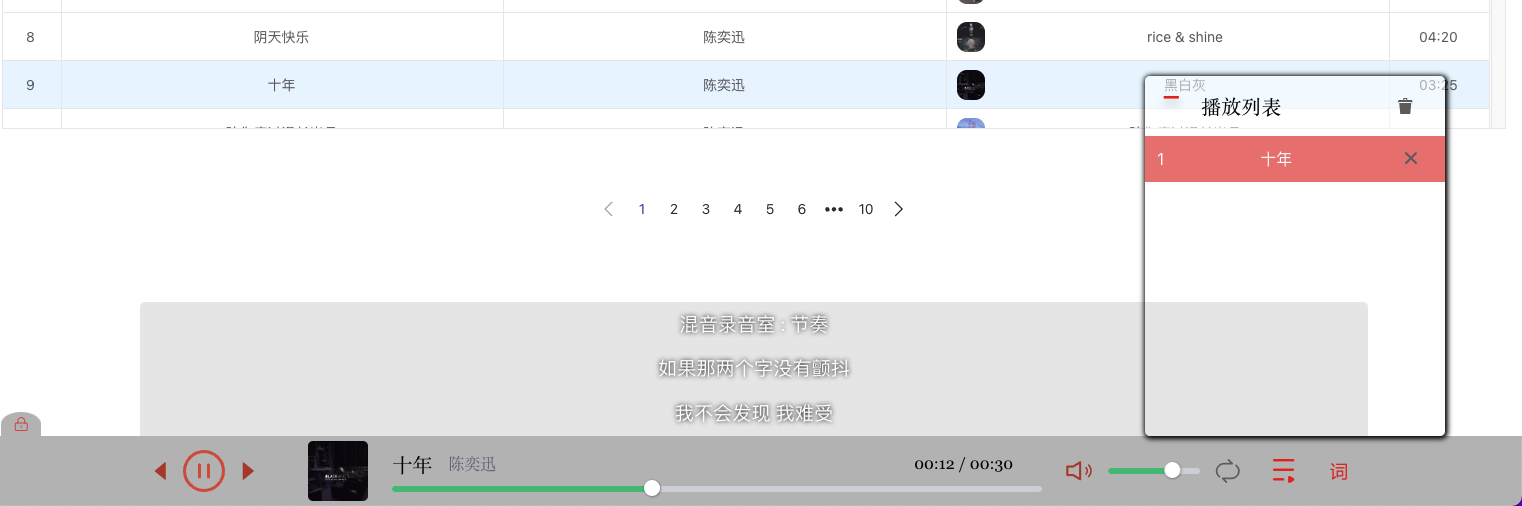 8 阴天快乐 陈奕迅 rice & shine 04:20
9 十年 陈奕迅 黑白灰 03:25
播放列表
1 十年
1 2 3 4 5 6 ••• 10
混音录音室 : 节奏
如果那两个字没有颤抖
我不会发现 我难受
十年 陈奕迅 00:12 / 00:30
词